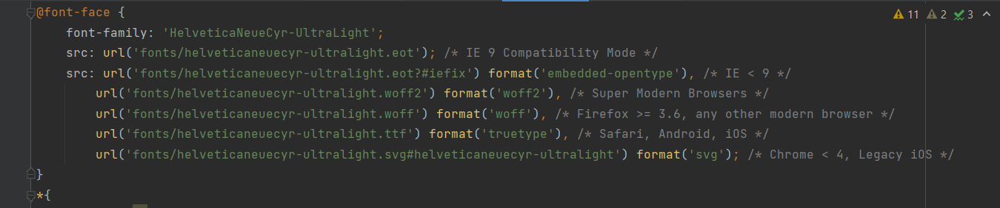 @font-face { 11 2 3
font-family: 'HelveticaNeueCyr-UltraLight';
src: url('fonts/helveticaneuecyr-ultralight.eot'); /* IE 9 Compatibility Mode */
src: url('fonts/helveticaneuecyr-ultralight.eot?#iefix') format('embedded-opentype'), /* IE < 9 */
url('fonts/helveticaneuecyr-ultralight.woff2') format('woff2'), /* Super Modern Browsers */
url('fonts/helveticaneuecyr-ultralight.woff') format('woff'), /* Firefox >= 3.6, any other modern browser */
url('fonts/helveticaneuecyr-ultralight.ttf') format('truetype'), /* Safari, Android, iOS */
url('fonts/helveticaneuecyr-ultralight.svg#helveticaneuecyr-ultralight') format('svg'); /* Chrome < 4, Legacy iOS */
}
*{